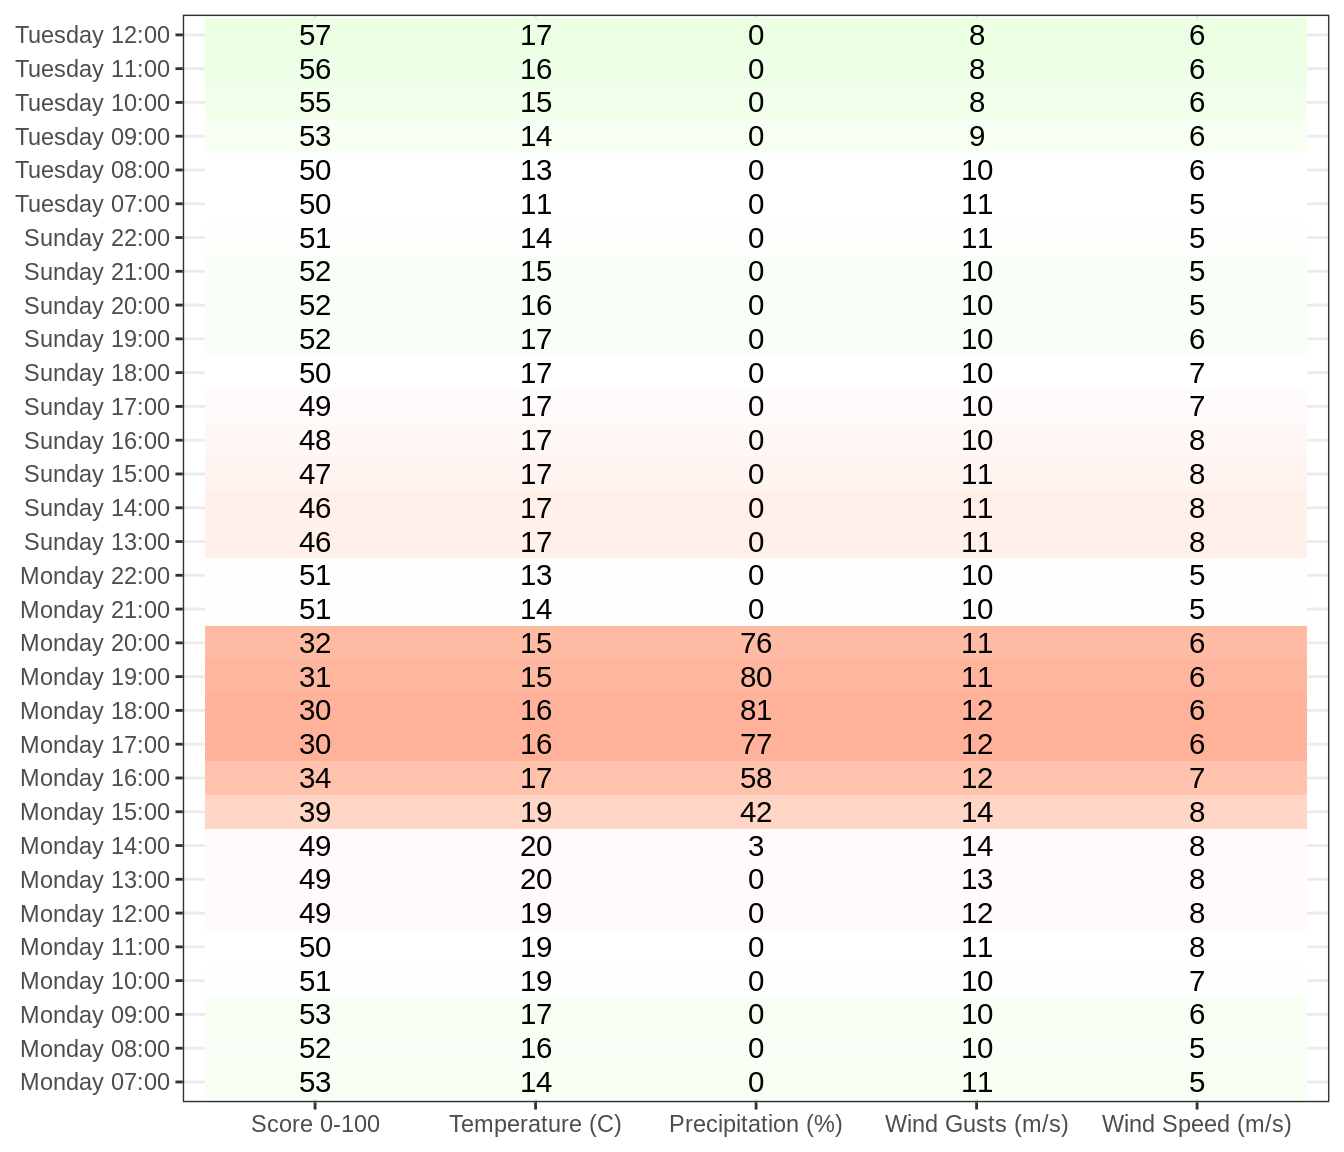 Tuesday 12:00 57 17 0 8 6
Tuesday 11:00 56 16 0 8 6
Tuesday 10:00 55 15 0 8 6
Tuesday 09:00 53 14 0 9 6
Tuesday 08:00 50 13 0 10 6
Tuesday 07:00 50 11 0 11 5
Sunday 22:00 51 14 0 11 5
Sunday 21:00 52 15 0 10 5
Sunday 20:00 52 16 0 10 5
Sunday 19:00 52 17 0 10 6
Sunday 18:00 50 17 0 10 7
Sunday 17:00 49 17 0 10 7
Sunday 16:00 48 17 0 10 8
Sunday 15:00 47 17 0 11 8
Sunday 14:00 46 17 0 11 8
Sunday 13:00 46 17 0 11 8
Monday 22:00 51 13 0 10 5
Monday 21:00 51 14 0 10 5
Monday 20:00 32 15 76 11 6
Monday 19:00 31 15 80 11 6
Monday 18:00 30 16 81 12 6
Monday 17:00 30 16 77 12 6
Monday 16:00 34 17 58 12 7
Monday 15:00 39 19 42 14 8
Monday 14:00 49 20 3 14 8
Monday 13:00 49 20 0 13 8
Monday 12:00 49 19 0 12 8
Monday 11:00 50 19 0 11 8
Monday 10:00 51 19 0 10 7
Monday 09:00 53 17 0 10 6
Monday 08:00 52 16 0 10 5
Monday 07:00 53 14 0 11 5
Score 0-100 Temperature (C) Precipitation (%) Wind Gusts (m/s) Wind Speed (m/s)